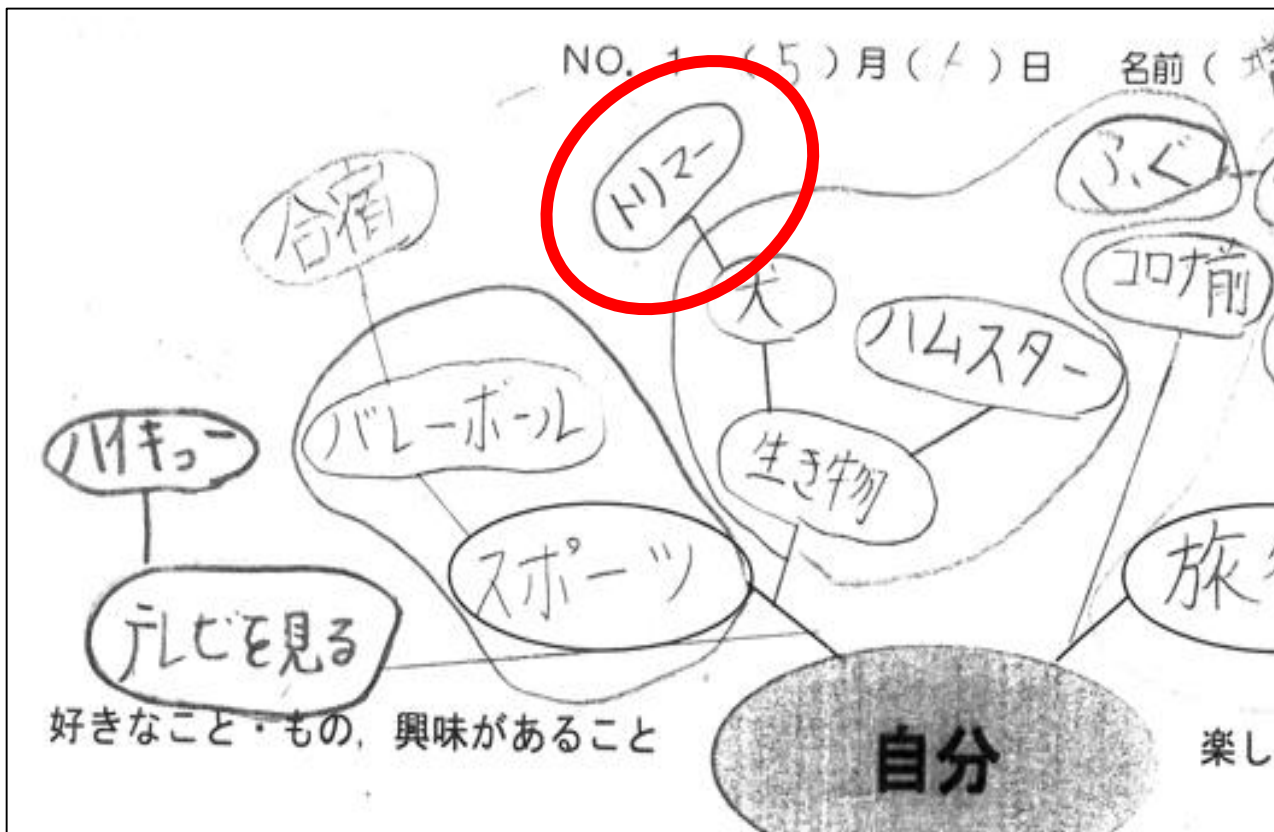 NO. 1 (5)月( )日 名前(
トリマー
合宿
ふぐ
コロナ前
犬
ハムスター
バレーボール
ハイキュー
生き物
スポーツ
旅
テレビを見る
好きなこと・もの, 興味があること
自分
楽し